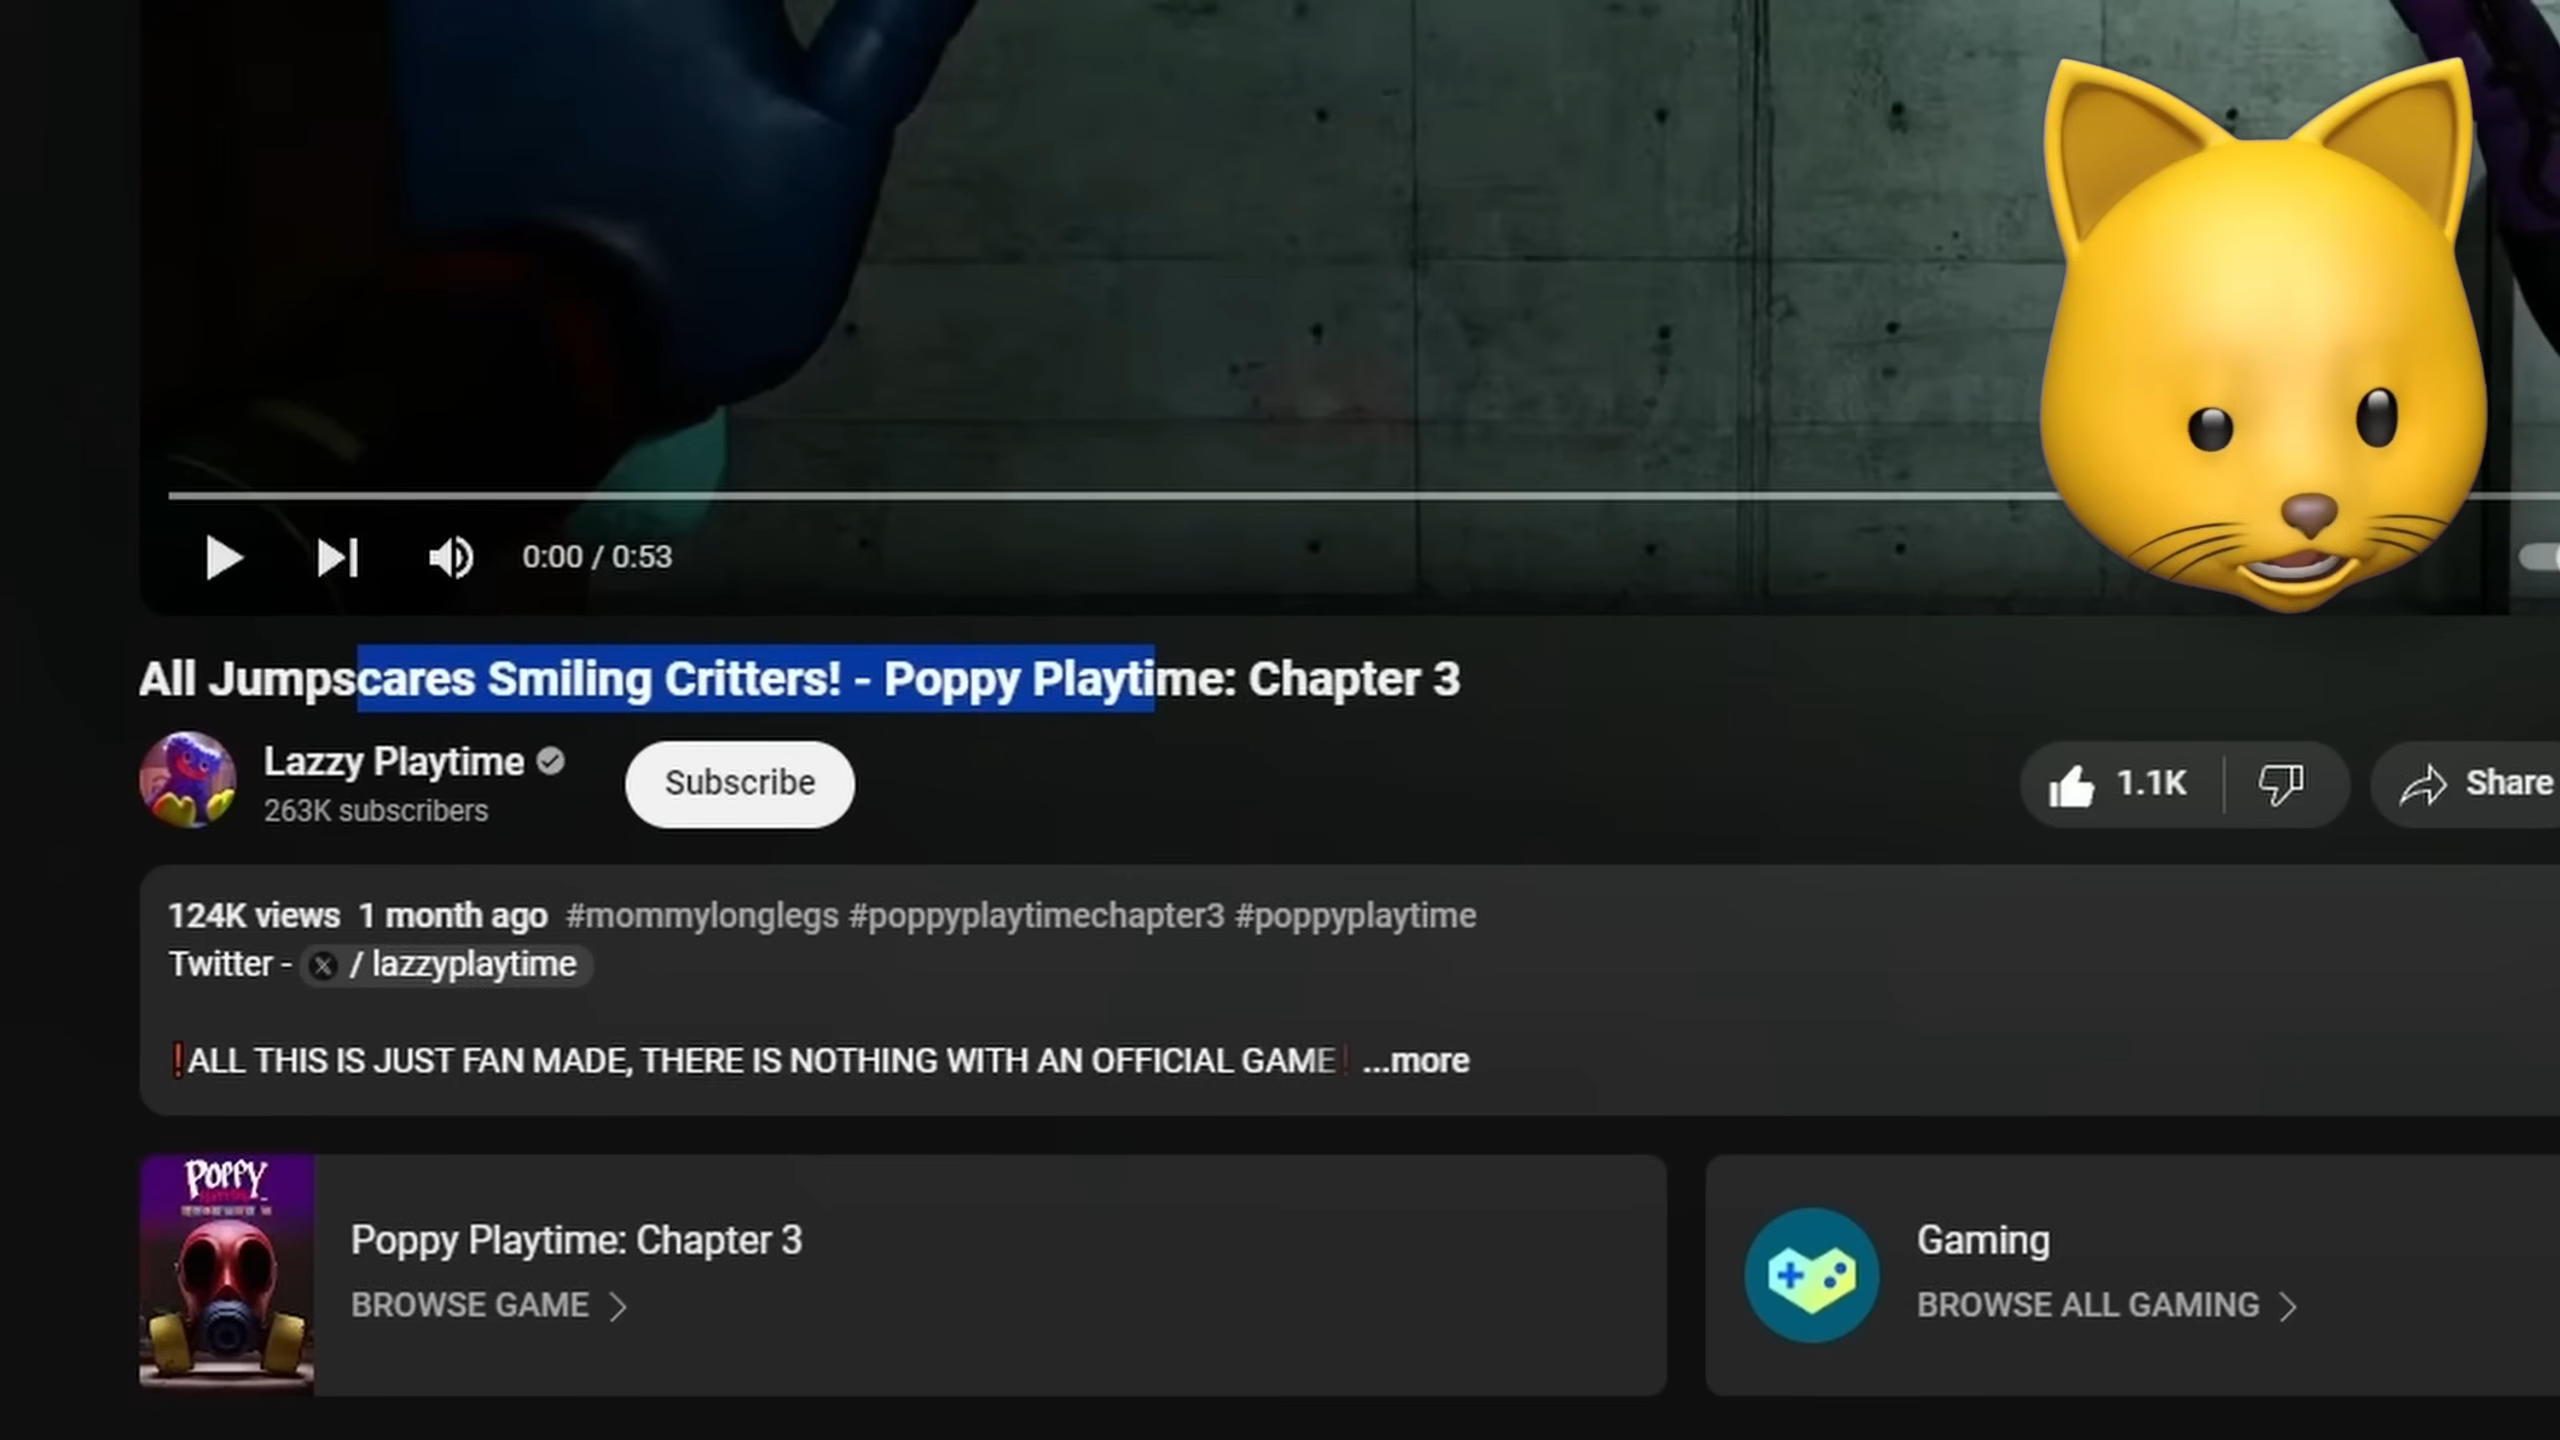 0:00 / 0:53
All Jumpscares Smiling Critters! - Poppy Playtime: Chapter 3
Lazzy Playtime
263K subscribers
Subscribe
1.1K
Share
124K views 1 month ago #mommylonglegs #poppyplaytimechapter3 #poppyplaytime
Twitter - X / lazzyplaytime
❗ALL THIS IS JUST FAN MADE, THERE IS NOTHING WITH AN OFFICIAL GAME❗ ...more
POPPY
Poppy Playtime: Chapter 3
BROWSE GAME
Gaming
BROWSE ALL GAMING